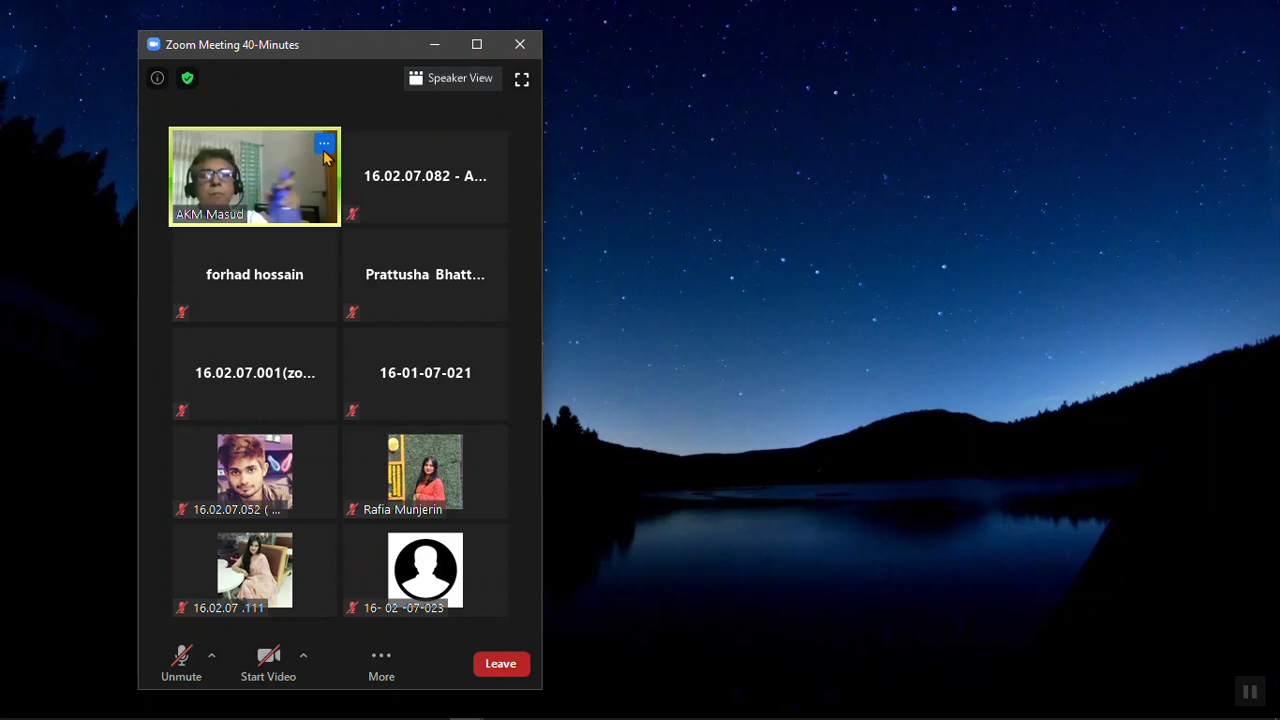 Zoom Meeting 40-Minutes
Speaker View
AKM Masud
16.02.07.082 - A...
forhad hossain
Prattusha Bhatt...
16.02.07.001(zo...
16-01-07-021
16.02.07.052 ( ...
Rafia Munjerin
16.02.07 .111
16- 02 -07-023
Unmute
Start Video
More
Leave